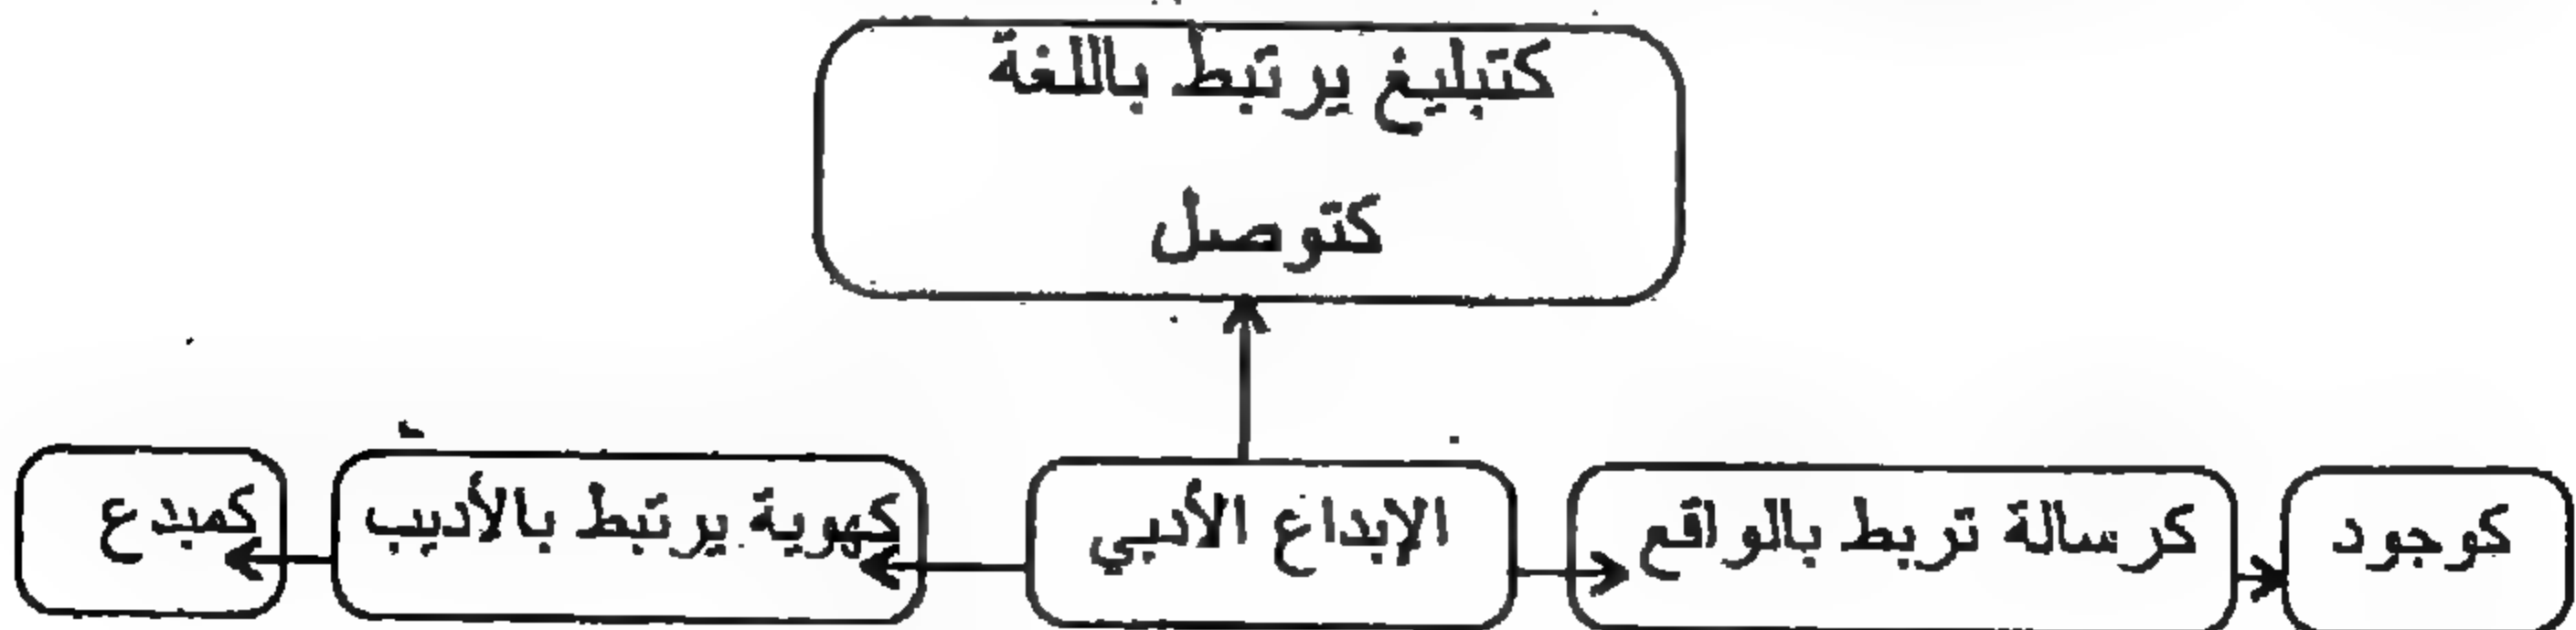 كتبليغ يرتبط باللغة
كتوصل
كوجود
كرسالة تربط بالواقع
الإبداع الأدبي
كهوية يرتبط بالأديب
كمبدع